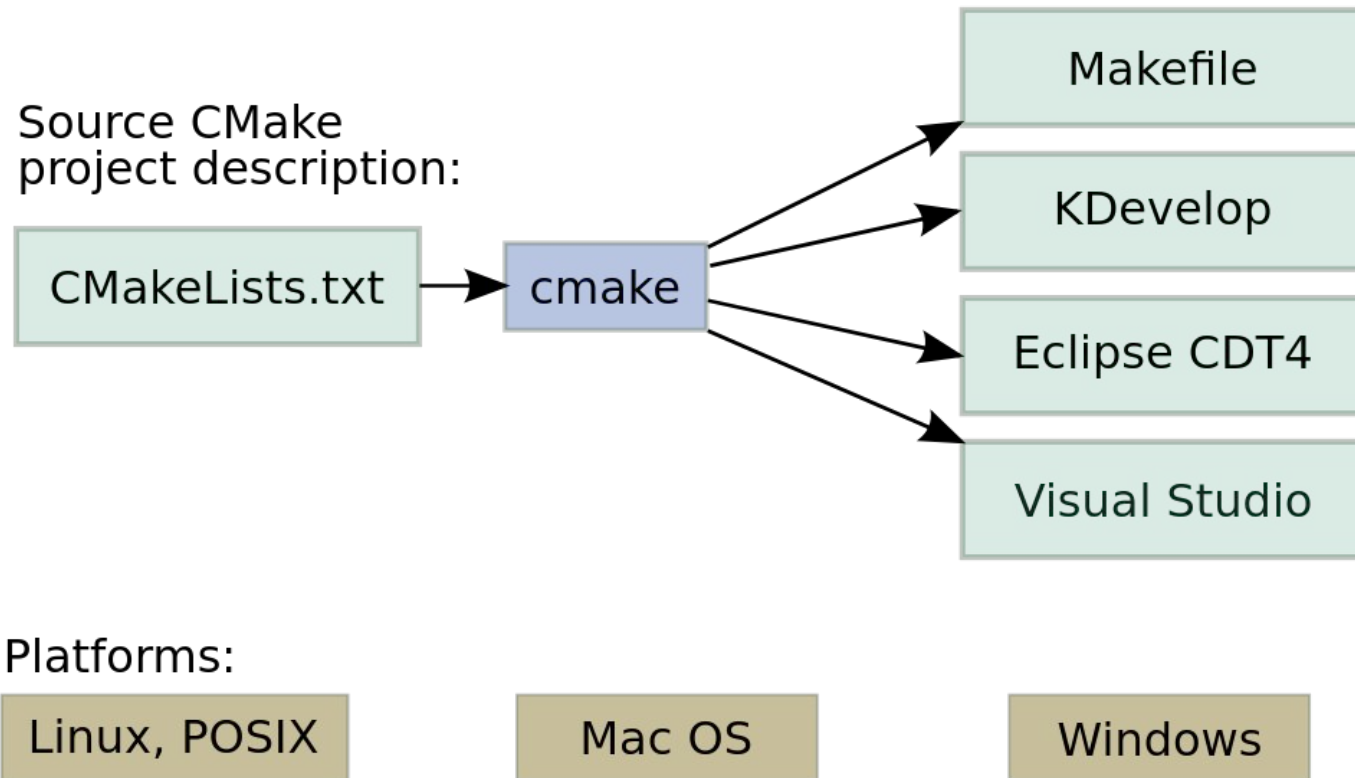 Source CMake
project description:
CMakeLists.txt
cmake
Makefile
KDevelop
Eclipse CDT4
Visual Studio
Platforms:
Linux, POSIX
Mac OS
Windows